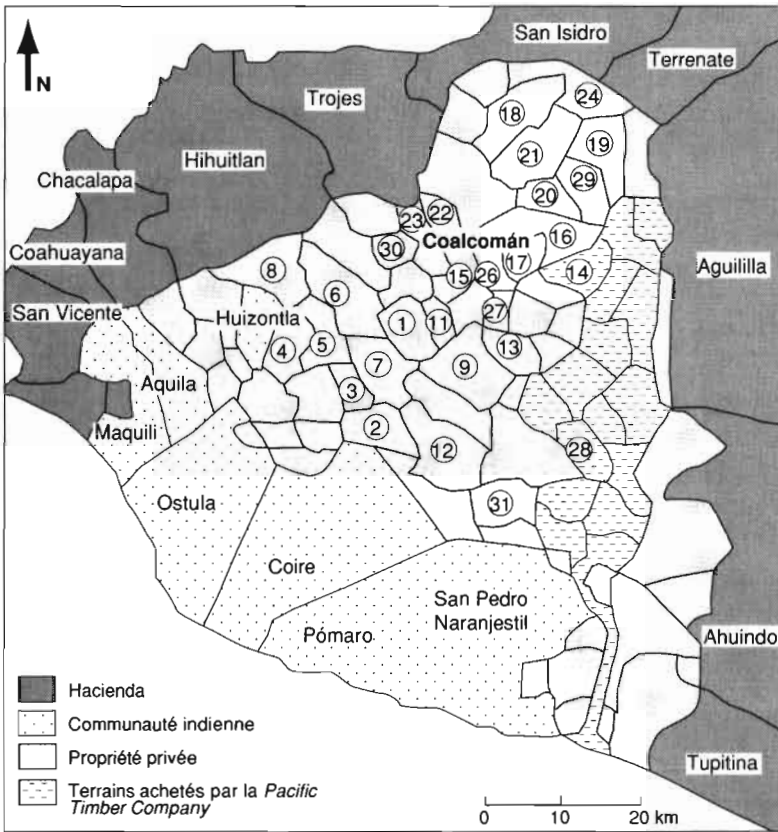 N
San Isidro
Terrenate
Trojes
24
18
19
21
Hihuitlan
29
20
Chacalapa
22
23
Coalcomán
16
30
17
Coahuayana
8
15
26
14
Aguililla
6
San Vicente
27
Huizontla
1
11
5
13
4
9
7
Aquila
3
Maquili
2
12
28
Ostula
31
Coire
San Pedro
Naranjestil
Pómaro
Ahuindo
Hacienda
Communauté indienne
Propriété privée
Tupitina
Terrains achetés par la Pacific
Timber Company
0 10 20 km